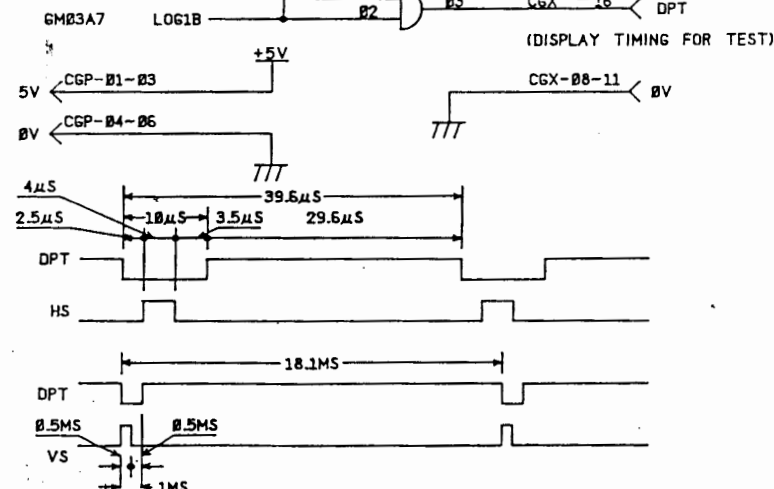 02
03
CGX
16
DPT
GM03A7 LOG1B
(DISPLAY TIMING FOR TEST)
+5V
5V CGP-01~03
CGX-08-11 0V
0V CGP-04~06
4µS
39.6µS
2.5µS 10µS 3.5µS 29.6µS
DPT
HS
18.1MS
DPT
0.5MS 0.5MS
VS
1MS